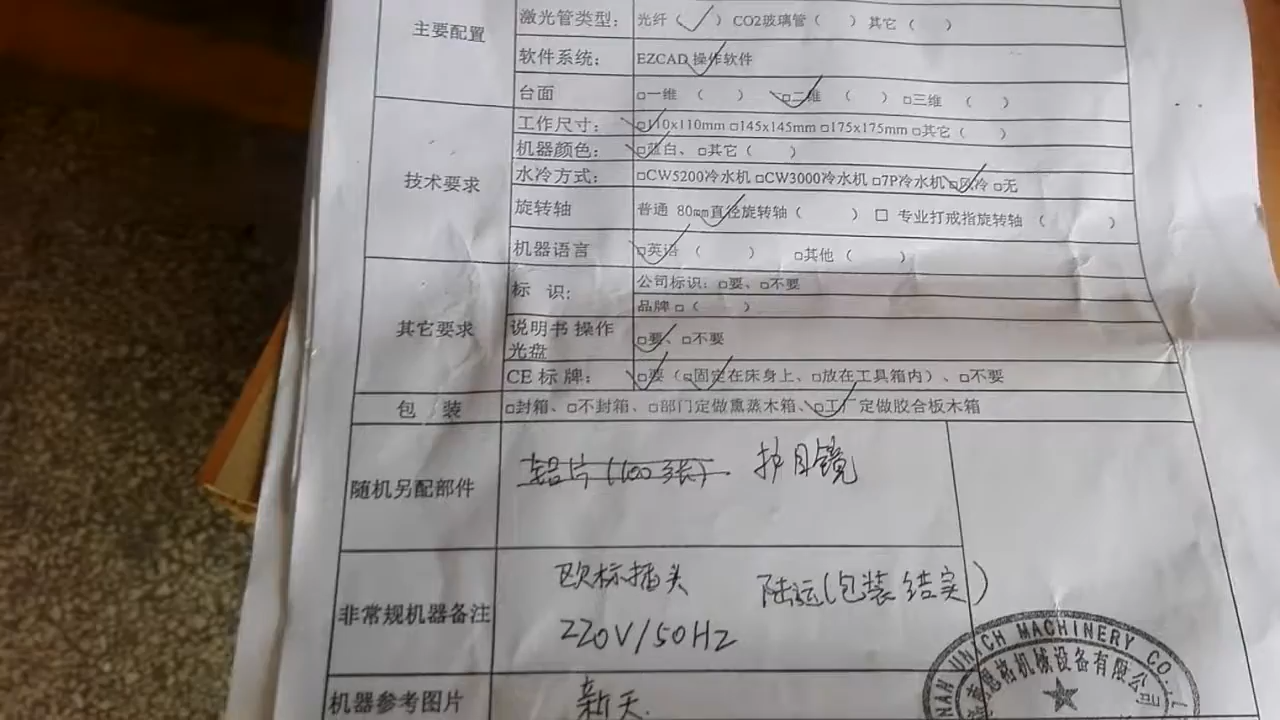 主要配置
激光管类型： 光纤（ ） CO2玻璃管（ ） 其它（ ）
软件系统： EZCAD 操作软件
台面 □一维 （ ） □二维 （ ） □三维 （ ）
技术要求
工作尺寸： □110x110mm □145x145mm □175x175mm □其它（ ）
机器颜色： □蓝白、 □其它（ ）
水冷方式： □CW5200冷水机 □CW3000冷水机 □7P冷水机 □风冷 □无
旋转轴 普通 80mm直径旋转轴（ ） □ 专业打戒指旋转轴 （ ）
机器语言 □英语 （ ） □其他 （ ）
其它要求
标 识： 公司标识：□要、□不要
品牌 □（ ）
说明书 操作光盘 □要、□不要
CE 标 牌： □要（□固定在床身上、□放在工具箱内）、□不要
包 装 □封箱、□不封箱、□部门定做熏蒸木箱、□工厂定做胶合板木箱
随机另配部件 铝片（100张）. 护目镜
非常规机器备注 欧标插头 陆运（包装结实）
220V/50HZ
机器参考图片 新天.
UNICH MACHINERY CO.,L
格机械设备有限公司